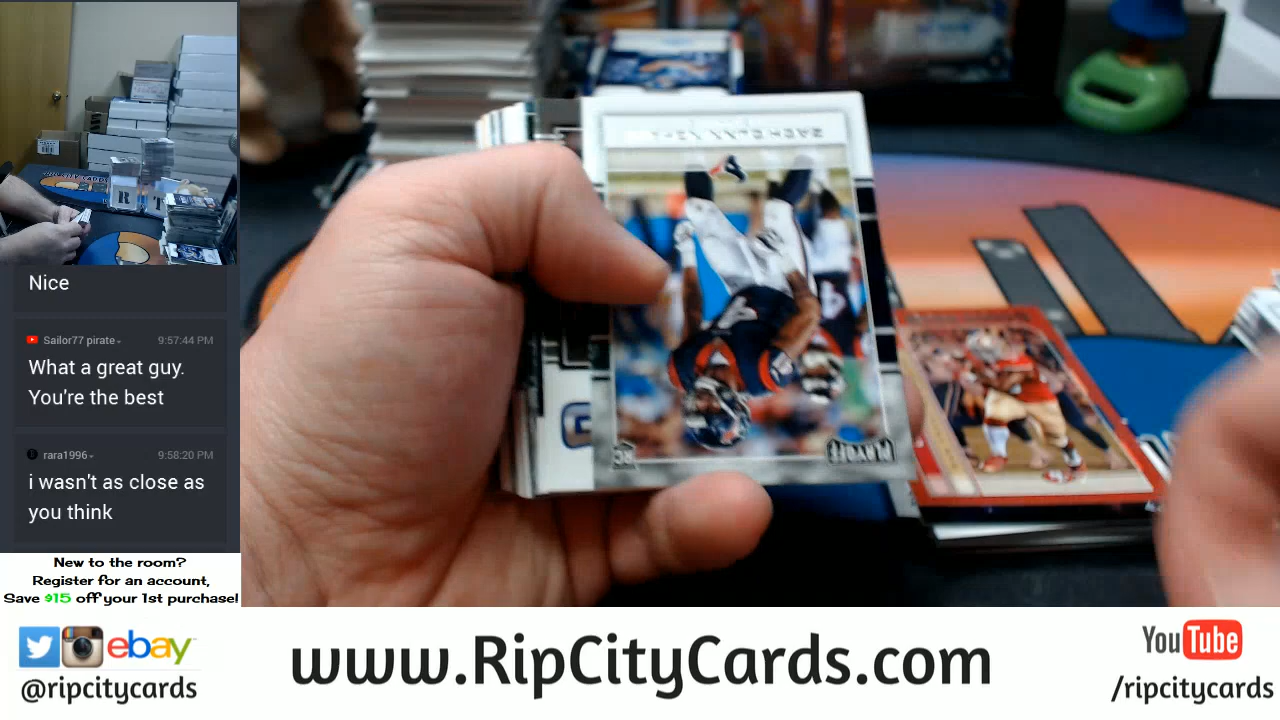 Nice
Sailor77 pirate
9:57:44 PM
What a great guy.
You're the best
rara1996
9:58:20 PM
i wasn't as close as
you think
New to the room?
Register for an account,
Save $15 off your 1st purchase!
ebay
@ripcitycards
www.RipCityCards.com
YouTube
/ripcitycards
PLAYOFF
RC
R
T